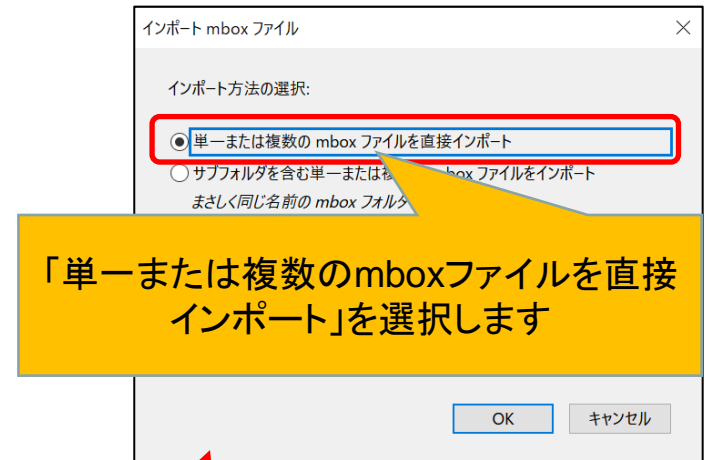 インポート mbox ファイル
インポート方法の選択:
単一または複数の mbox ファイルを直接インポート
サブフォルダを含む単一または複 box ファイルをインポート
まさしく同じ名前の mbox フォルダ
「単一または複数のmboxファイルを直接
インポート」を選択します
OK キャンセル